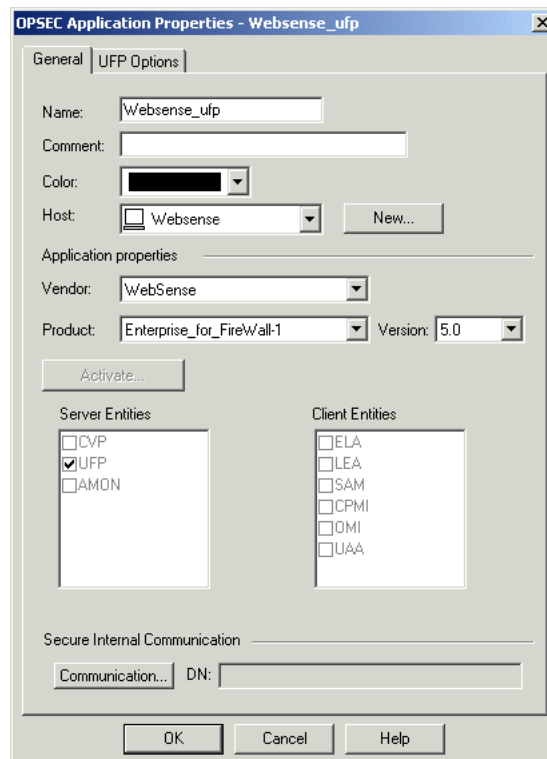 OPSEC Application Properties - Websense_ufp
General UFP Options
Name: Websense_ufp
Comment:
Color:
Host: Websense New...
Application properties
Vendor: WebSense
Product: Enterprise_for_FireWall-1 Version: 5.0
Activate...
Server Entities Client Entities
CVP ELA
UFP LEA
AMON SAM
CPMI
OMI
UAA
Secure Internal Communication
Communication... DN:
OK Cancel Help